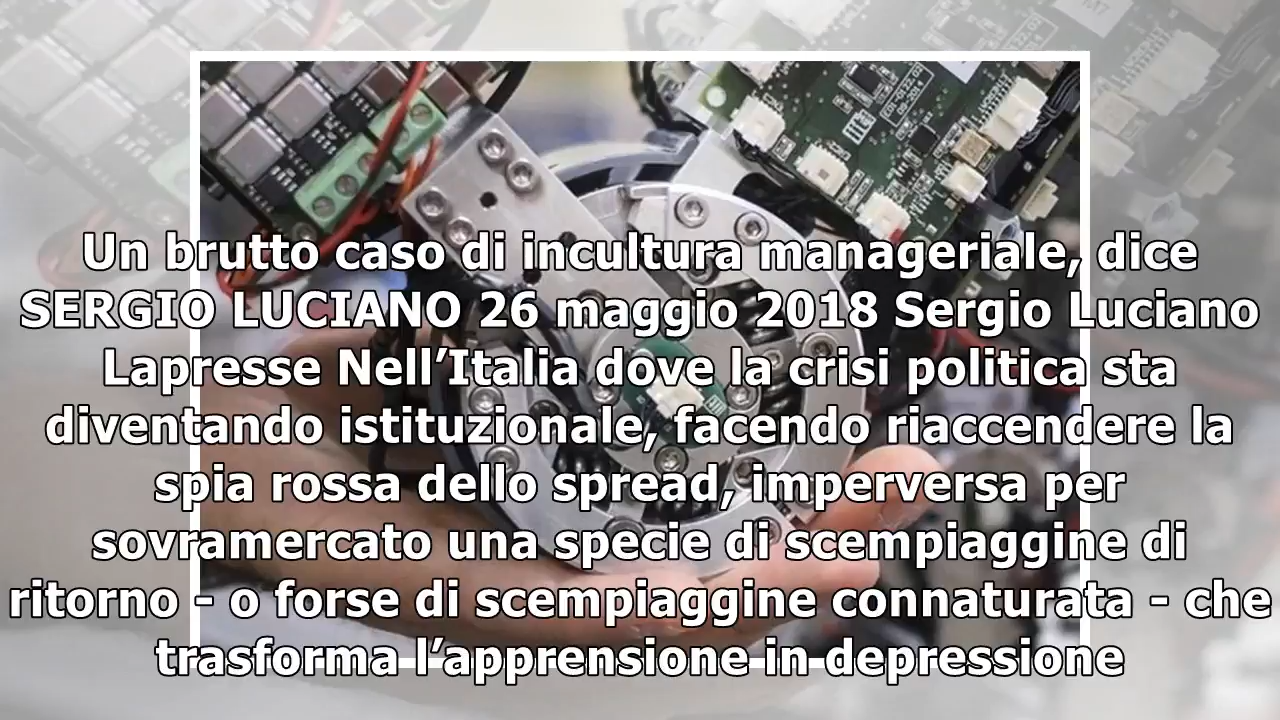 Un brutto caso di incultura manageriale, dice
SERGIO LUCIANO 26 maggio 2018 Sergio Luciano
Lapresse Nell’Italia dove la crisi politica sta
diventando istituzionale, facendo riaccendere la
spia rossa dello spread, imperversa per
sovramercato una specie di scempiaggine di
ritorno - o forse di scempiaggine connaturata - che
trasforma l’apprensione in depressione